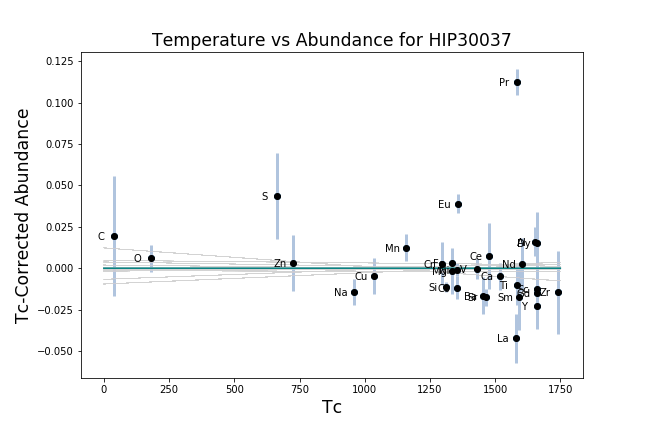 Temperature vs Abundance for HIP30037
Tc-Corrected Abundance
0.125
0.100
0.075
0.050
0.025
0.000
−0.025
−0.050
Pr
S
Eu
C
O
Mn
Zn
Ce
Nd
Cr
V
Cu
Ca
Na
Si
Ti
Zr
Sm
Y
La
0
250
500
750
1000
1250
1500
1750
Tc